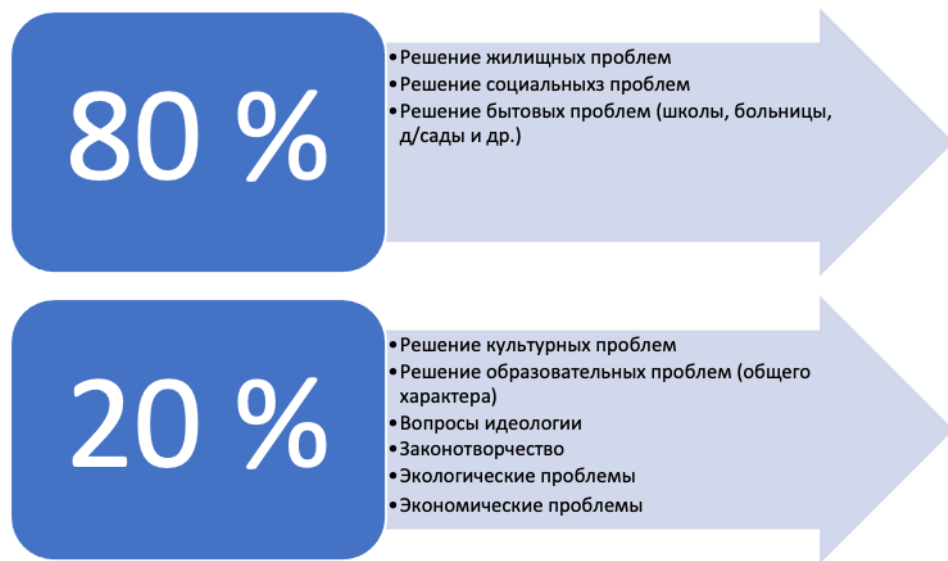 80 %
•Решение жилищных проблем
•Решение социальныхз проблем
•Решение бытовых проблем (школы, больницы,
д/сады и др.)
20 %
•Решение культурных проблем
•Решение образовательных проблем (общего
характера)
•Вопросы идеологии
•Законотворчество
•Экологические проблемы
•Экономические проблемы